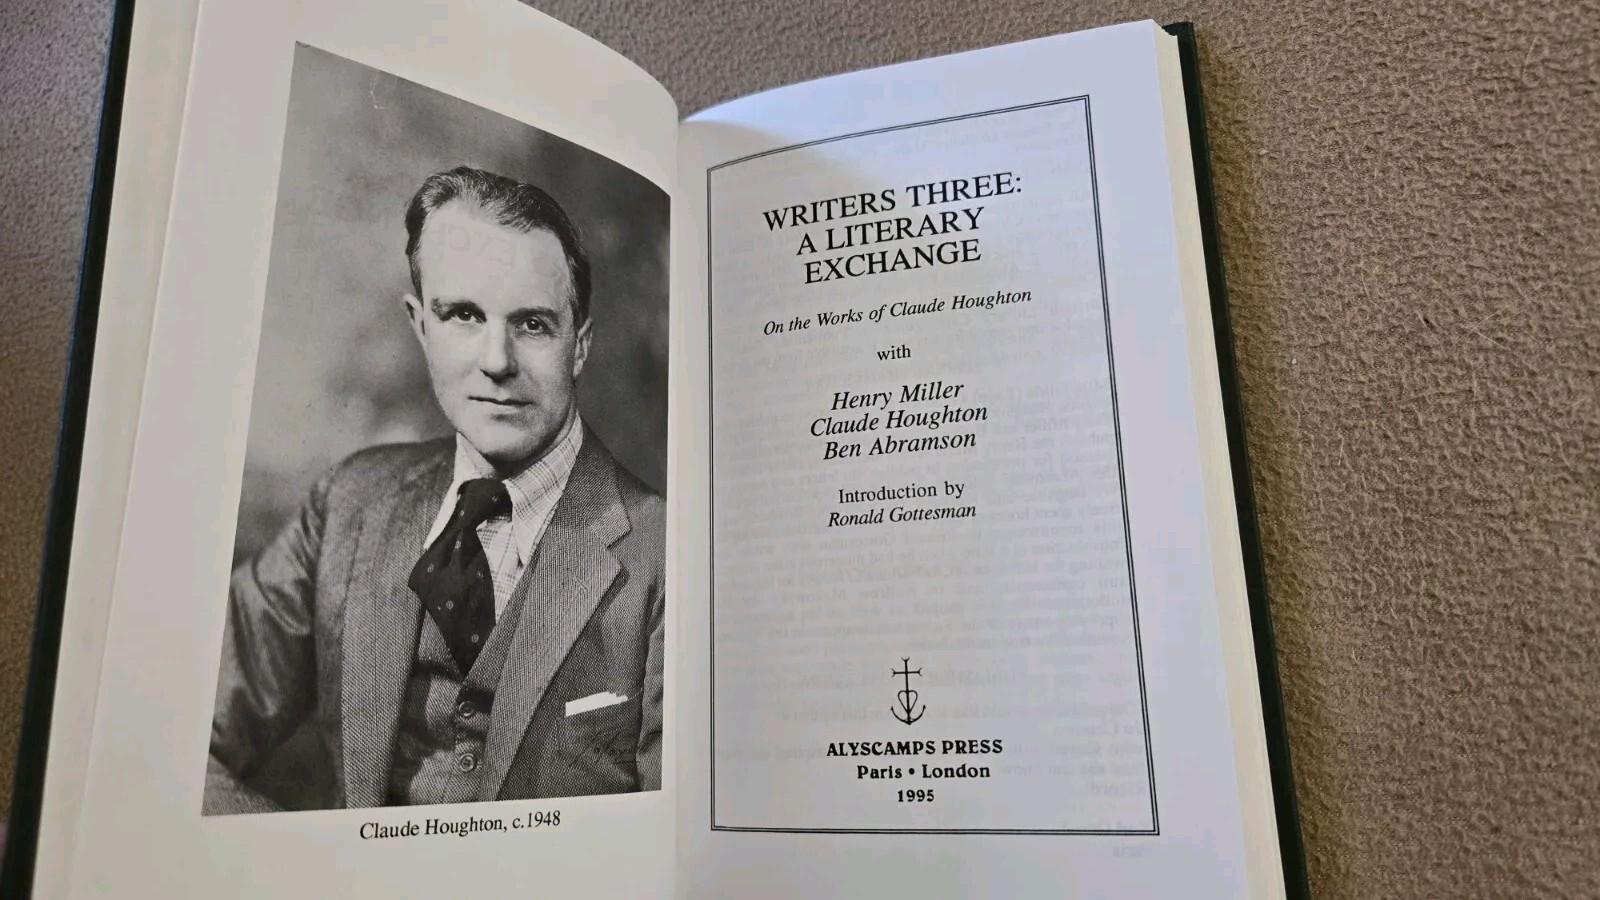 Claude Houghton, c.1948
WRITERS THREE:
A LITERARY
EXCHANGE
On the Works of Claude Houghton
with
Henry Miller
Claude Houghton
Ben Abramson
Introduction by
Ronald Gottesman
ALYSCAMPS PRESS
Paris • London
1995